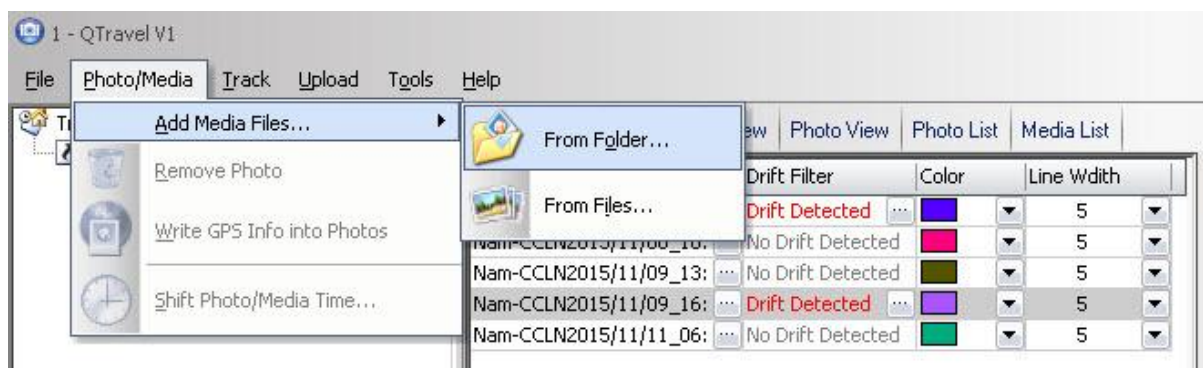 1 - QTravel V1
File Photo/Media Track Upload Tools Help
Add Media Files...
From Folder...
From Files...
Remove Photo
Write GPS Info into Photos
Shift Photo/Media Time...
Photo View Photo List Media List
Drift Filter Color Line Wdith
Drift Detected ... 5
No Drift Detected 5
Nam-CCLN2015/11/09_13: ... No Drift Detected 5
Nam-CCLN2015/11/09_16: ... Drift Detected ... 5
Nam-CCLN2015/11/11_06: ... No Drift Detected 5